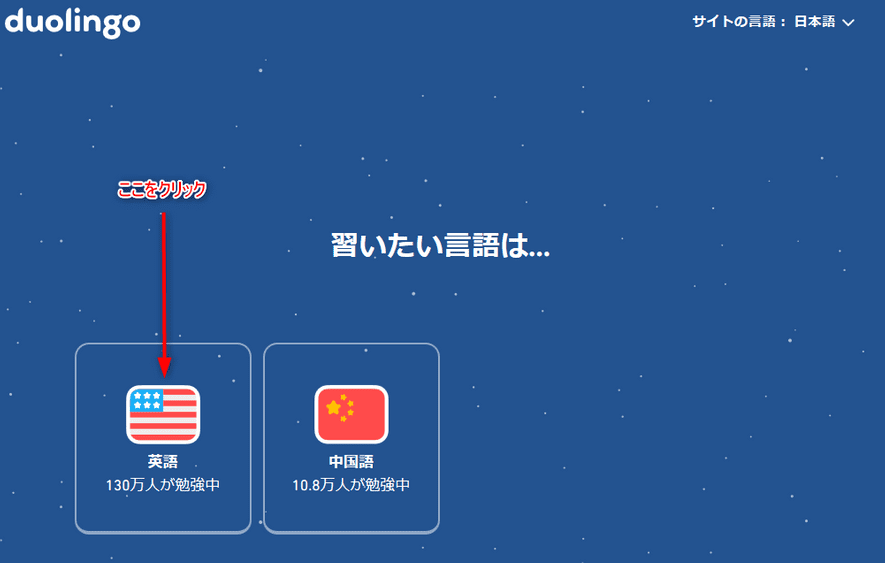 duolingo
サイトの言語： 日本語
ここをクリック
習いたい言語は...
英語
130万人が勉強中
中国語
10.8万人が勉強中